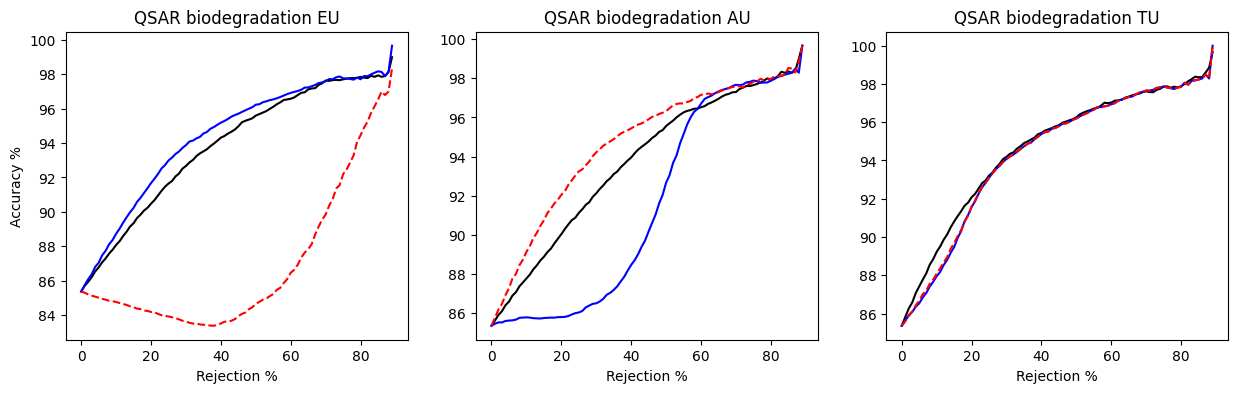 QSAR biodegradation EU
QSAR biodegradation AU
QSAR biodegradation TU
Accuracy %
100
98
96
94
92
90
88
86
84
0 20 40 60 80
Rejection %
100
98
96
94
92
90
88
86
0 20 40 60 80
Rejection %
100
98
96
94
92
90
88
86
0 20 40 60 80
Rejection %